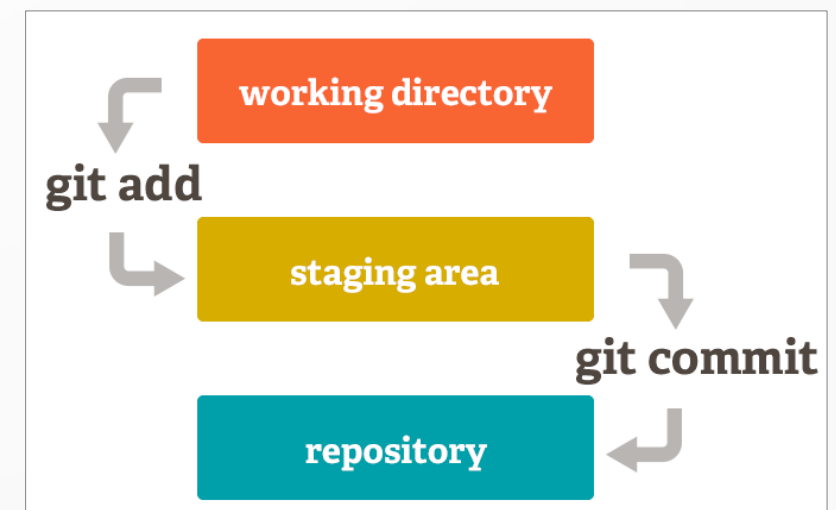 working directory
git add
staging area
git commit
repository